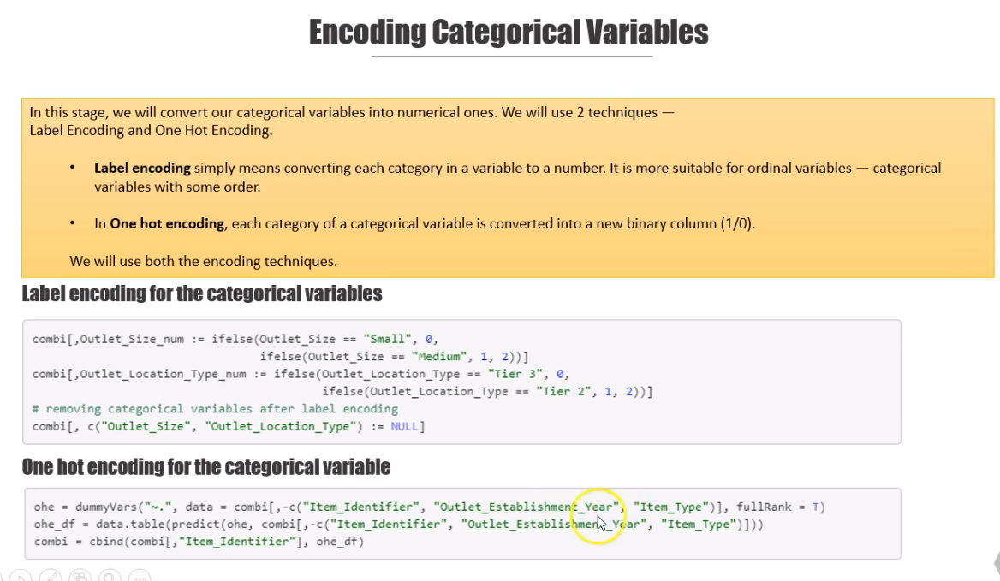 Encoding Categorical Variables
In this stage, we will convert our categorical variables into numerical ones. We will use 2 techniques —
Label Encoding and One Hot Encoding.
• Label encoding simply means converting each category in a variable to a number. It is more suitable for ordinal variables — categorical
variables with some order.
• In One hot encoding, each category of a categorical variable is converted into a new binary column (1/0).
We will use both the encoding techniques.
Label encoding for the categorical variables
combi[,Outlet_Size_num := ifelse(Outlet_Size == "Small", 0,
ifelse(Outlet_Size == "Medium", 1, 2))]
combi[,Outlet_Location_Type_num := ifelse(Outlet_Location_Type == "Tier 3", 0,
ifelse(Outlet_Location_Type == "Tier 2", 1, 2))]
# removing categorical variables after label encoding
combi[, c("Outlet_Size", "Outlet_Location_Type") := NULL]
One hot encoding for the categorical variable
ohe = dummyVars("~.", data = combi[,-c("Item_Identifier", "Outlet_Establishment_Year", "Item_Type")], fullRank = T)
ohe_df = data.table(predict(ohe, combi[,-c("Item_Identifier", "Outlet_Establishment_Year", "Item_Type")]))
combi = cbind(combi[,"Item_Identifier"], ohe_df)